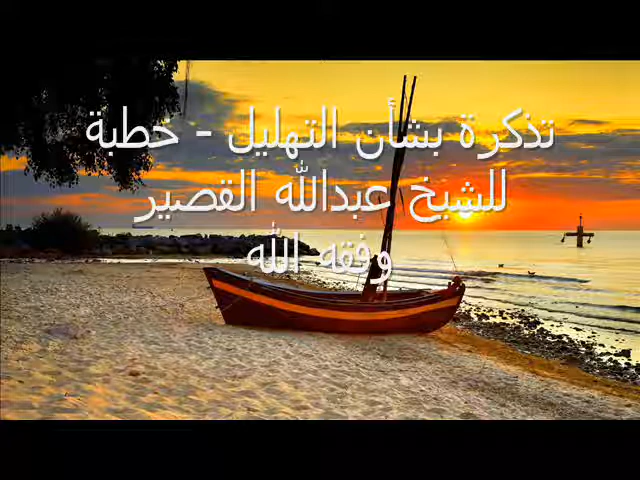 تذكرة بشأن التهليل - خطبة
للشيخ عبدالله القصير
وفقه الله